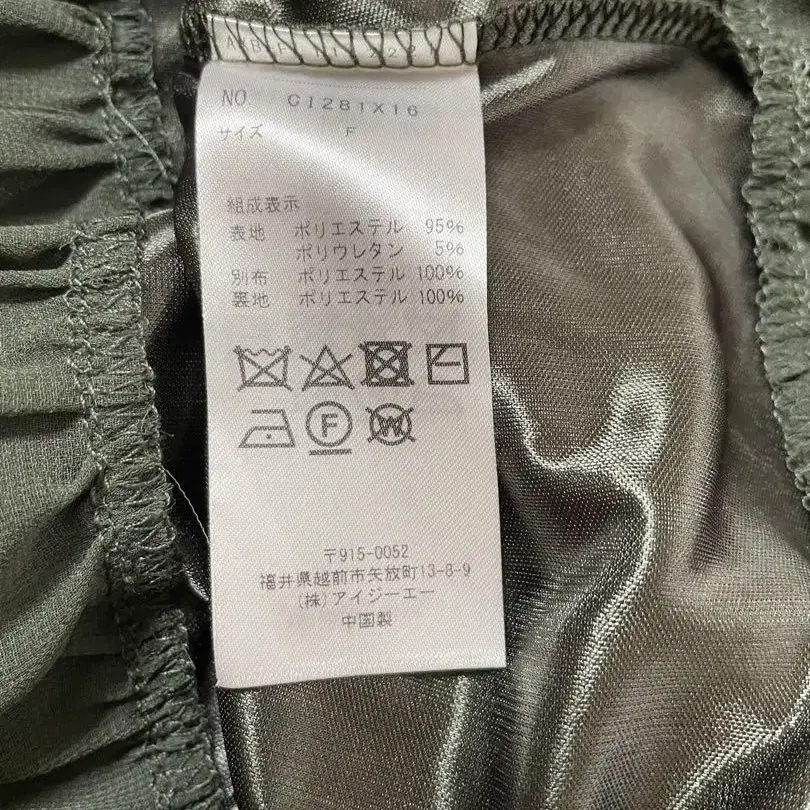 NO CI281X16
サイズ F
組成表示
表地 ポリエステル 95%
ポリウレタン 5%
別布 ポリエステル 100%
裏地 ポリエステル 100%
F
W
〒915-0052
福井県越前市矢放町13-8-9
(株)アイジーエー
中国製